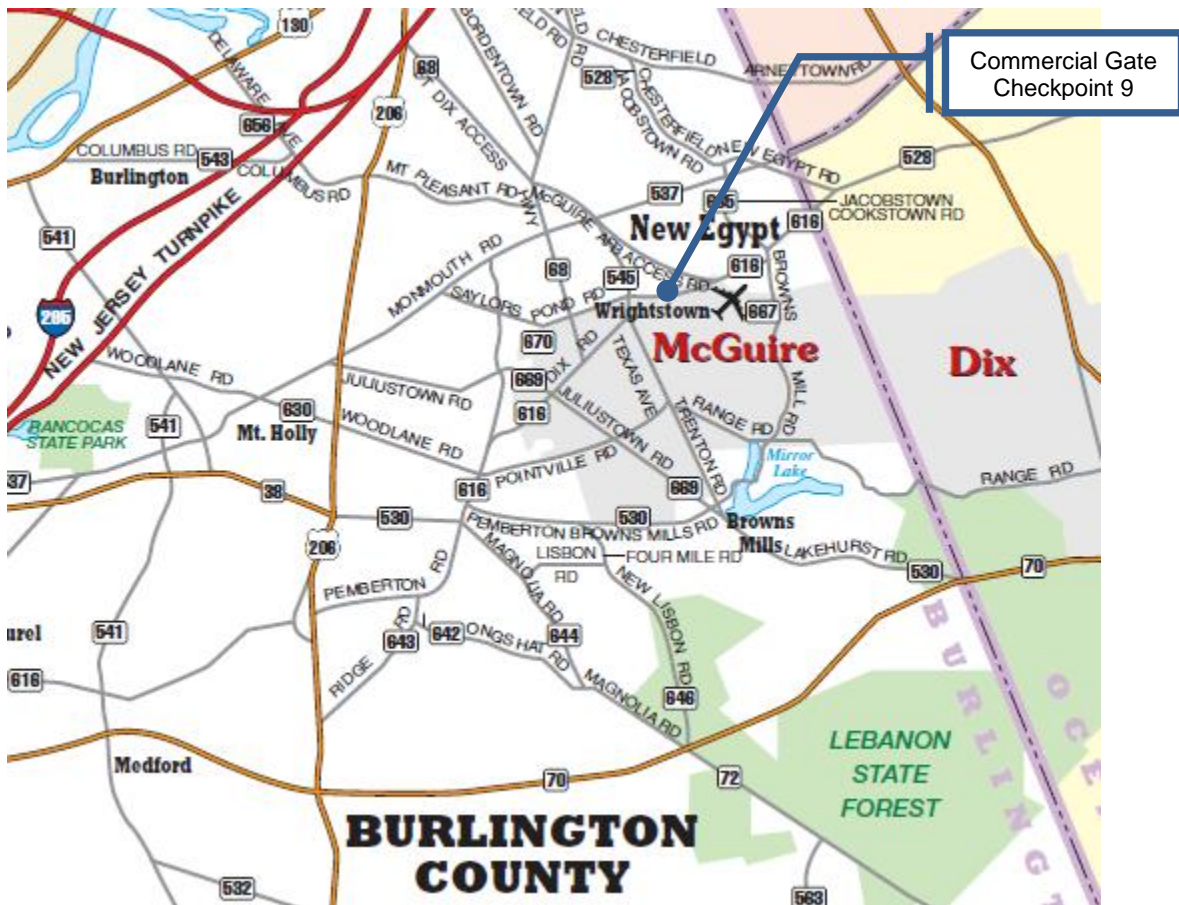 Commercial Gate
Checkpoint 9
130
DELAWARE AVE
68
BORDENTOWN RD
CHESTERFIELD
ARNEYTOWN RD
528
CHESTERFIELD
JACOBSTOWN RD
MT DIX ACCESS HWY
206
656
COLUMBUS RD
543
COLUMBUS RD
Burlington
MT PLEASANT RD
NEW EGYPT RD
528
McGUIRE AFB ACCESS RD
537
JACOBSTOWN
COOKSTOWN RD
616
New Egypt
541
NEW JERSEY TURNPIKE
MONMOUTH RD
68
545
616
BROWNS MILL RD
SAYLORS POND RD
Wrightstown
667
295
670
McGuire
Dix
WOODLANE RD
JULIUSTOWN RD
669
DIX RD
616
TEXAS AVE
JULIUSTOWN RD
RANGE RD
TRENTON RD
RANCOCAS
STATE PARK
541
630
Mt. Holly
WOODLANE RD
POINTVILLE RD
Mirror
Lake
RANGE RD
537
38
616
669
530
PEMBERTON BROWNS MILLS RD
530
Browns
Mills
206
LISBON
RD
FOUR MILE RD
LAKEHURST RD
530
70
PEMBERTON RD
MAGNOLIA RD
NEW LISBON RD
541
643
642
ONGSHAT RD
644
RIDGE RD
616
MAGNOLIA RD
646
LEBANON
STATE
FOREST
Medford
70
72
BURLINGTON
COUNTY
532
563